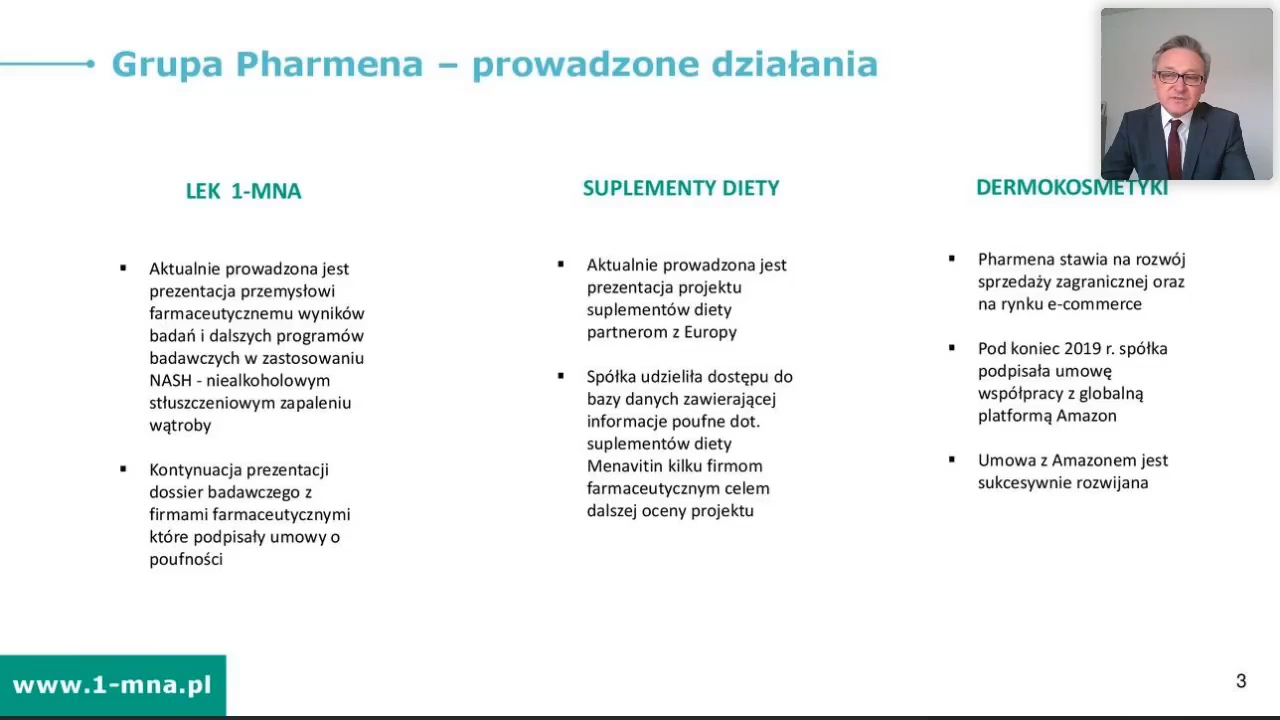 Grupa Pharmena – prowadzone działania
LEK 1-MNA
▪ Aktualnie prowadzona jest
prezentacja przemysłowi
farmaceutycznemu wyników
badań i dalszych programów
badawczych w zastosowaniu
NASH - niealkoholowym
stłuszczeniowym zapaleniu
wątroby
▪ Kontynuacja prezentacji
dossier badawczego z
firmami farmaceutycznymi
które podpisały umowy o
poufności
SUPLEMENTY DIETY
▪ Aktualnie prowadzona jest
prezentacja projektu
suplementów diety
partnerom z Europy
▪ Spółka udzieliła dostępu do
bazy danych zawierającej
informacje poufne dot.
suplementów diety
Menavitin kilku firmom
farmaceutycznym celem
dalszej oceny projektu
DERMOKOSMETYKI
▪ Pharmena stawia na rozwój
sprzedaży zagranicznej oraz
na rynku e-commerce
▪ Pod koniec 2019 r. spółka
podpisała umowę
współpracy z globalną
platformą Amazon
▪ Umowa z Amazonem jest
sukcesywnie rozwijana
www.1-mna.pl
3